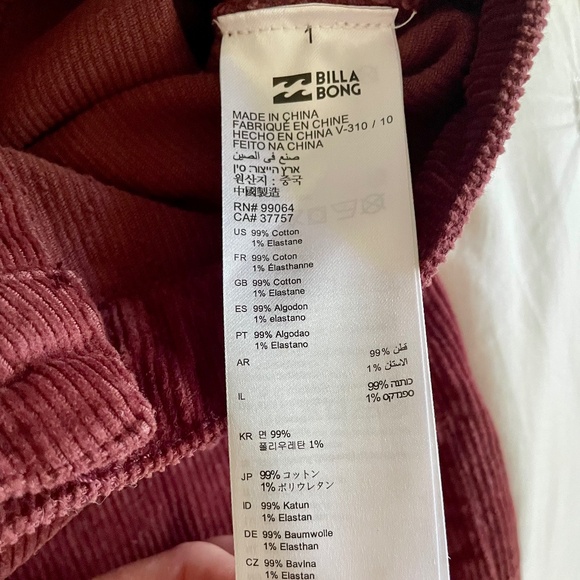 1
BILLA
BONG
MADE IN CHINA
FABRIQUÉ EN CHINE
HECHO EN CHINA V-310 / 10
FEITO NA CHINA
صنع في الصين
ארץ הייצור: סין
원산지 : 중국
中國製造
RN# 99064
CA# 37757
US 99% Cotton
1% Elastane
FR 99% Coton
1% Élasthanne
GB 99% Cotton
1% Elastane
ES 99% Algodon
1% elastano
PT 99% Algodao
1% Elastano
AR 99% قطن
1% الاستان
IL 99% כותנה
1% ספנדקס
KR 면 99%
폴리우레탄 1%
JP 99% コットン
1% ポリウレタン
ID 99% Katun
1% Elastan
DE 99% Baumwolle
1% Elasthan
CZ 99% Bavlna
1% Elastan